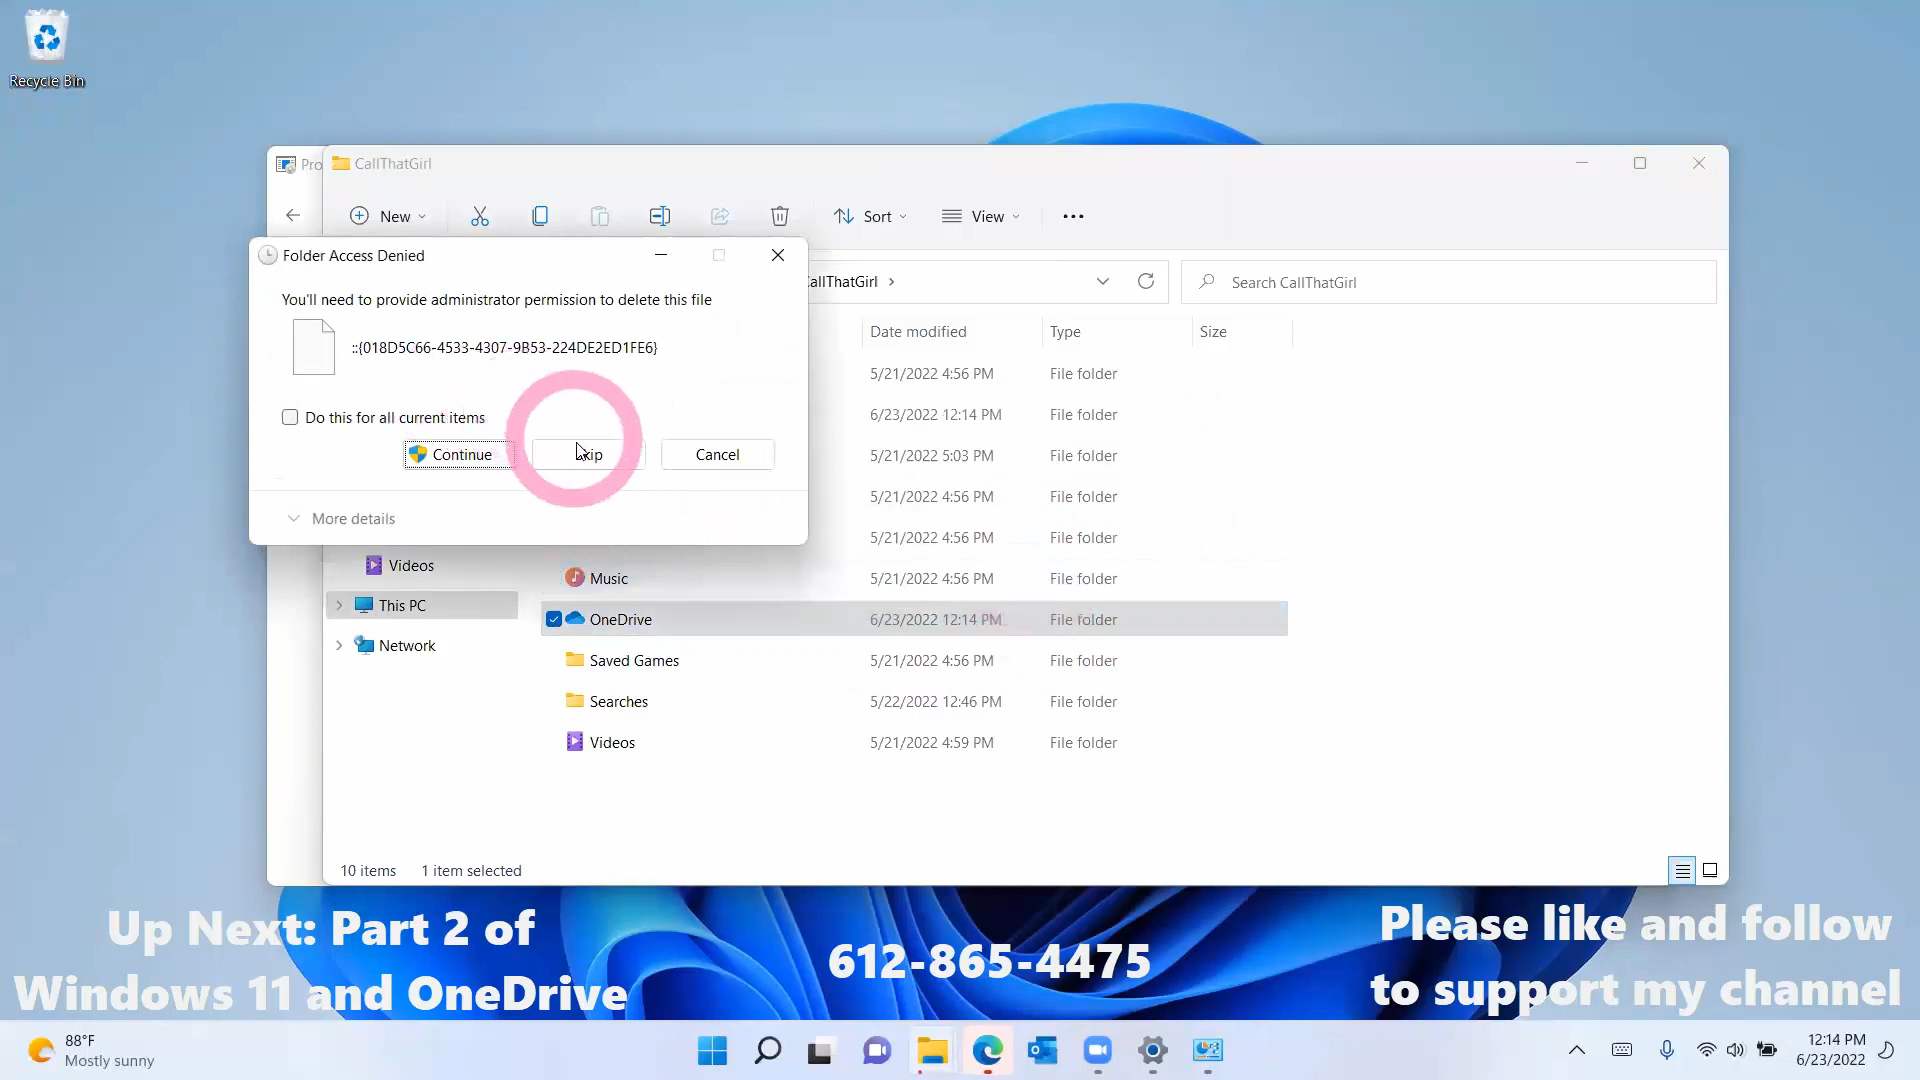 Recycle Bin
Pro
CallThatGirl
New
Sort
View
Folder Access Denied
You'll need to provide administrator permission to delete this file
::{018D5C66-4533-4307-9B53-224DE2ED1FE6}
Do this for all current items
Continue
Skip
Cancel
More details
CallThatGirl
Search CallThatGirl
Date modified
Type
Size
5/21/2022 4:56 PM
File folder
6/23/2022 12:14 PM
File folder
5/21/2022 5:03 PM
File folder
5/21/2022 4:56 PM
File folder
5/21/2022 4:56 PM
File folder
Videos
This PC
Network
Music
5/21/2022 4:56 PM
File folder
OneDrive
6/23/2022 12:14 PM
File folder
Saved Games
5/21/2022 4:56 PM
File folder
Searches
5/22/2022 12:46 PM
File folder
Videos
5/21/2022 4:59 PM
File folder
10 items
1 item selected
Up Next: Part 2 of
Windows 11 and OneDrive
612-865-4475
Please like and follow
to support my channel
88°F
Mostly sunny
12:14 PM
6/23/2022